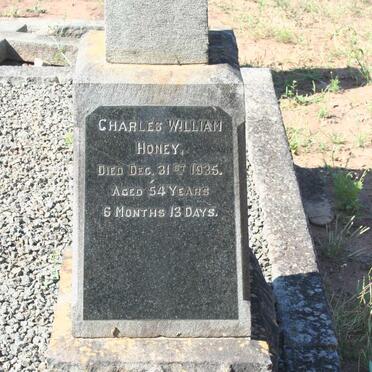 CHARLES WILLIAM
HONEY,
DIED DEC, 31ST 1935.
AGED 54 YEARS
6 MONTHS 13 DAYS.